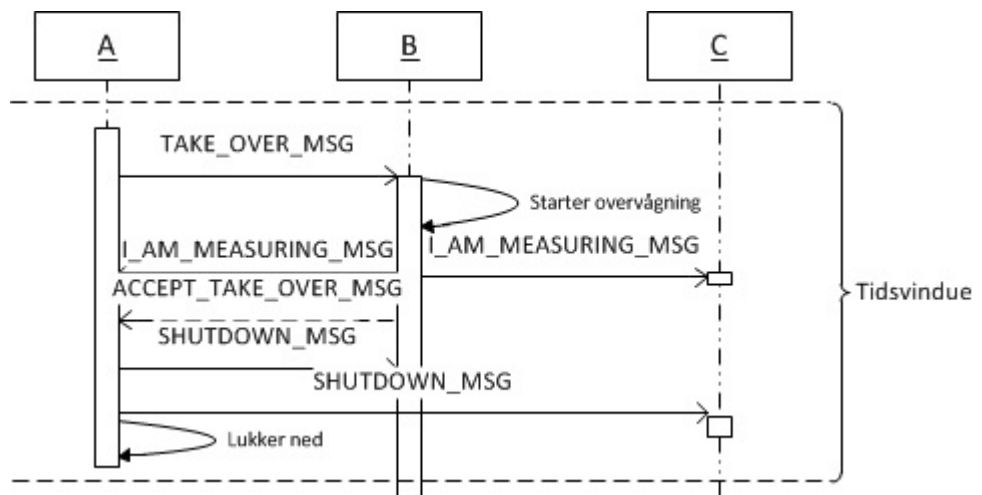 A
B
C
TAKE_OVER_MSG
Starter overvågning
I_AM_MEASURING_MSG
I_AM_MEASURING_MSG
ACCEPT_TAKE_OVER_MSG
Tidsvindue
SHUTDOWN_MSG
SHUTDOWN_MSG
Lukker ned